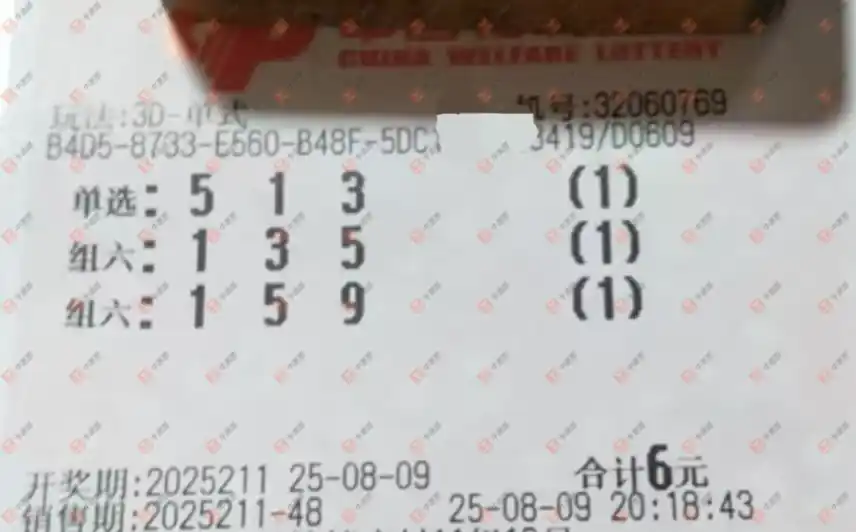 CHINA WELFARE LOTTERY
玩法:3D-单式 机号:32060769
B4D5-8733-E560-B48F-5DC 3419/D0609
单选: 5 1 3 (1)
组六: 1 3 5 (1)
组六: 1 5 9 (1)
开奖期:2025211 25-08-09 合计6元
销售期:2025211-48 25-08-09 20:18:43